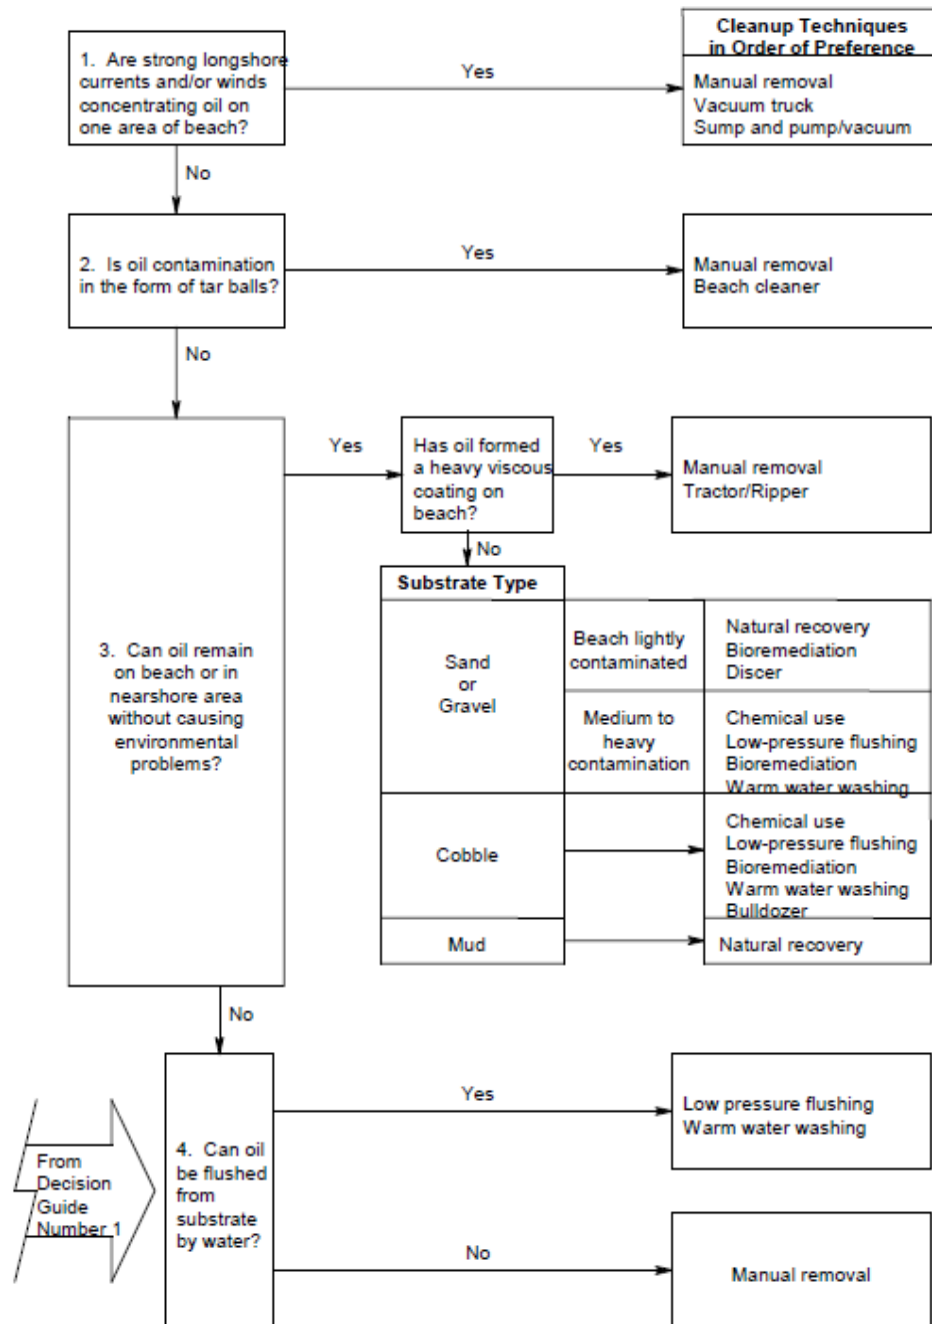 Cleanup Techniques
in Order of Preference
1. Are strong longshore
currents and/or winds
concentrating oil on
one area of beach?
Yes
Manual removal
Vacuum truck
Sump and pump/vacuum
No
2. Is oil contamination
in the form of tar balls?
Yes
Manual removal
Beach cleaner
No
3. Can oil remain
on beach or in
nearshore area
without causing
environmental
problems?
Yes
Has oil formed
a heavy viscous
coating on
beach?
Yes
Manual removal
Tractor/Ripper
No
Substrate Type
Sand
or
Gravel
Beach lightly
contaminated
Natural recovery
Bioremediation
Discer
Medium to
heavy
contamination
Chemical use
Low-pressure flushing
Bioremediation
Warm water washing
Cobble
Chemical use
Low-pressure flushing
Bioremediation
Warm water washing
Bulldozer
Mud
Natural recovery
No
From
Decision
Guide
Number 1
4. Can oil
be flushed
from
substrate
by water?
Yes
Low pressure flushing
Warm water washing
No
Manual removal